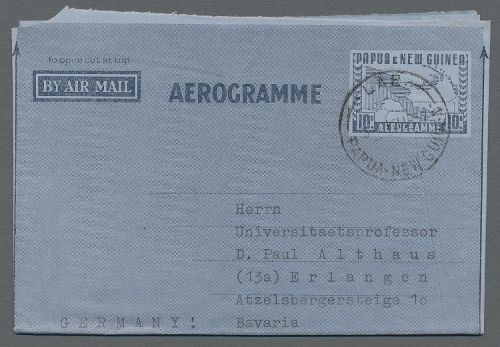 To open cut at top
BY AIR MAIL
AEROGRAMME
PAPUA & NEW GUINEA
10D AEROGRAMME 10D
LAE
PAPUA-NEW GUINEA
Herrn
Universitaetsprofessor
D. Paul Althaus
(13a) Erlangen
Atzelsbergersteige
GERMANY! Bavaria